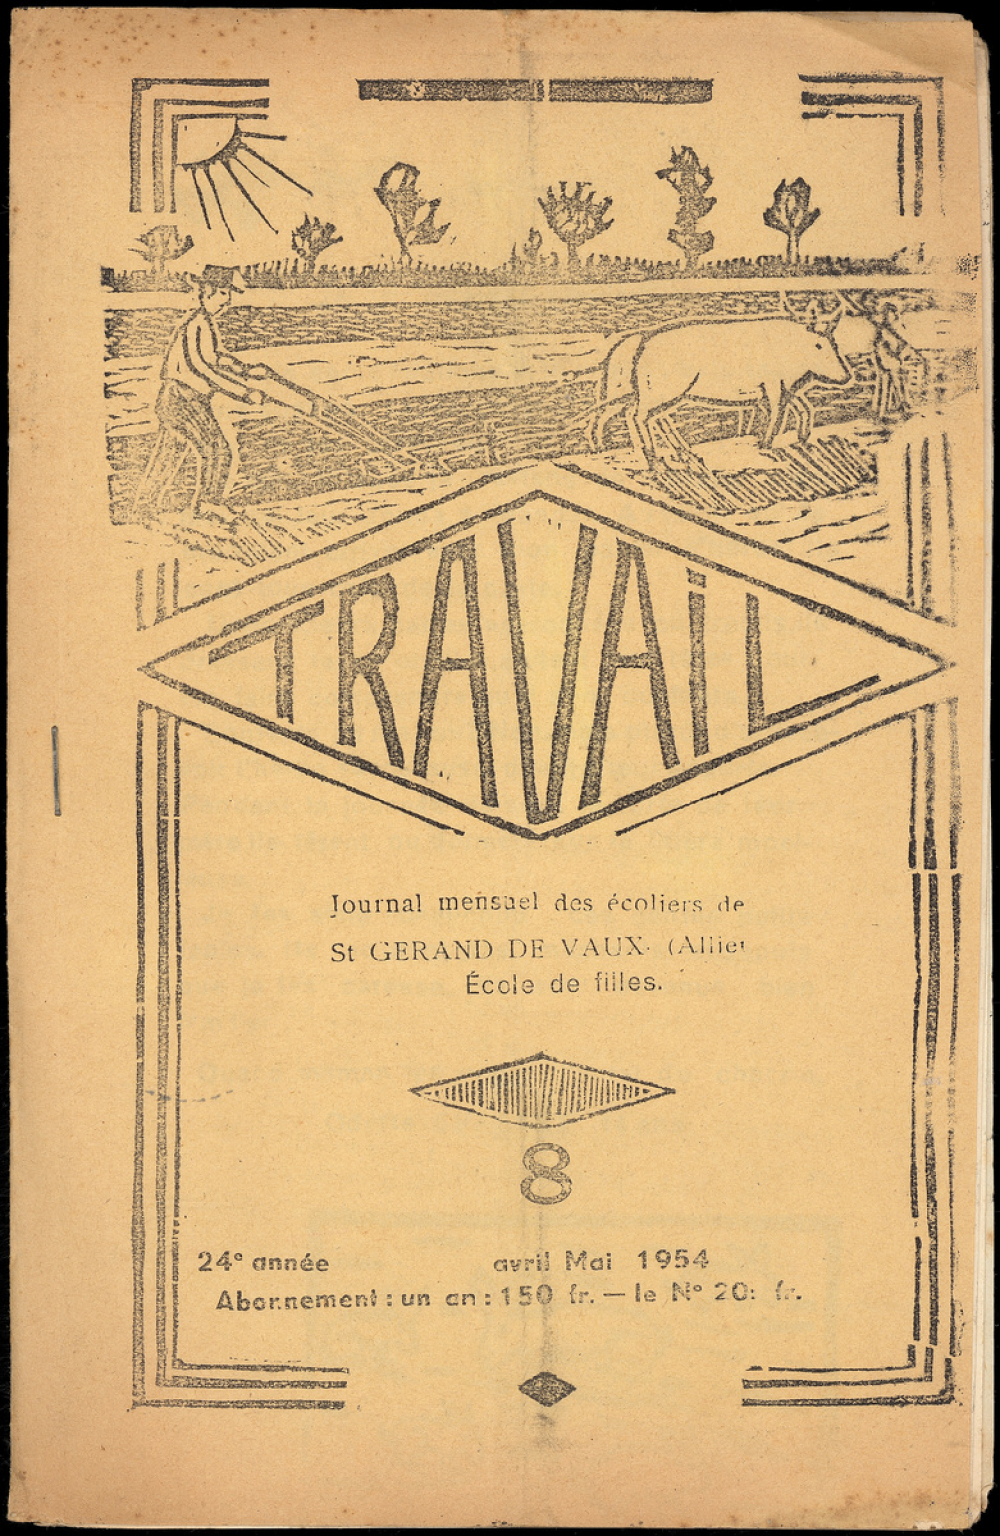 TRAVAiL
Journal mensuel des écoliers de
St GERAND DE VAUX. (Allier
École de filles.
8
24e année avril Mai 1954
Abonnement : un an : 150 fr. — le No 20: fr.